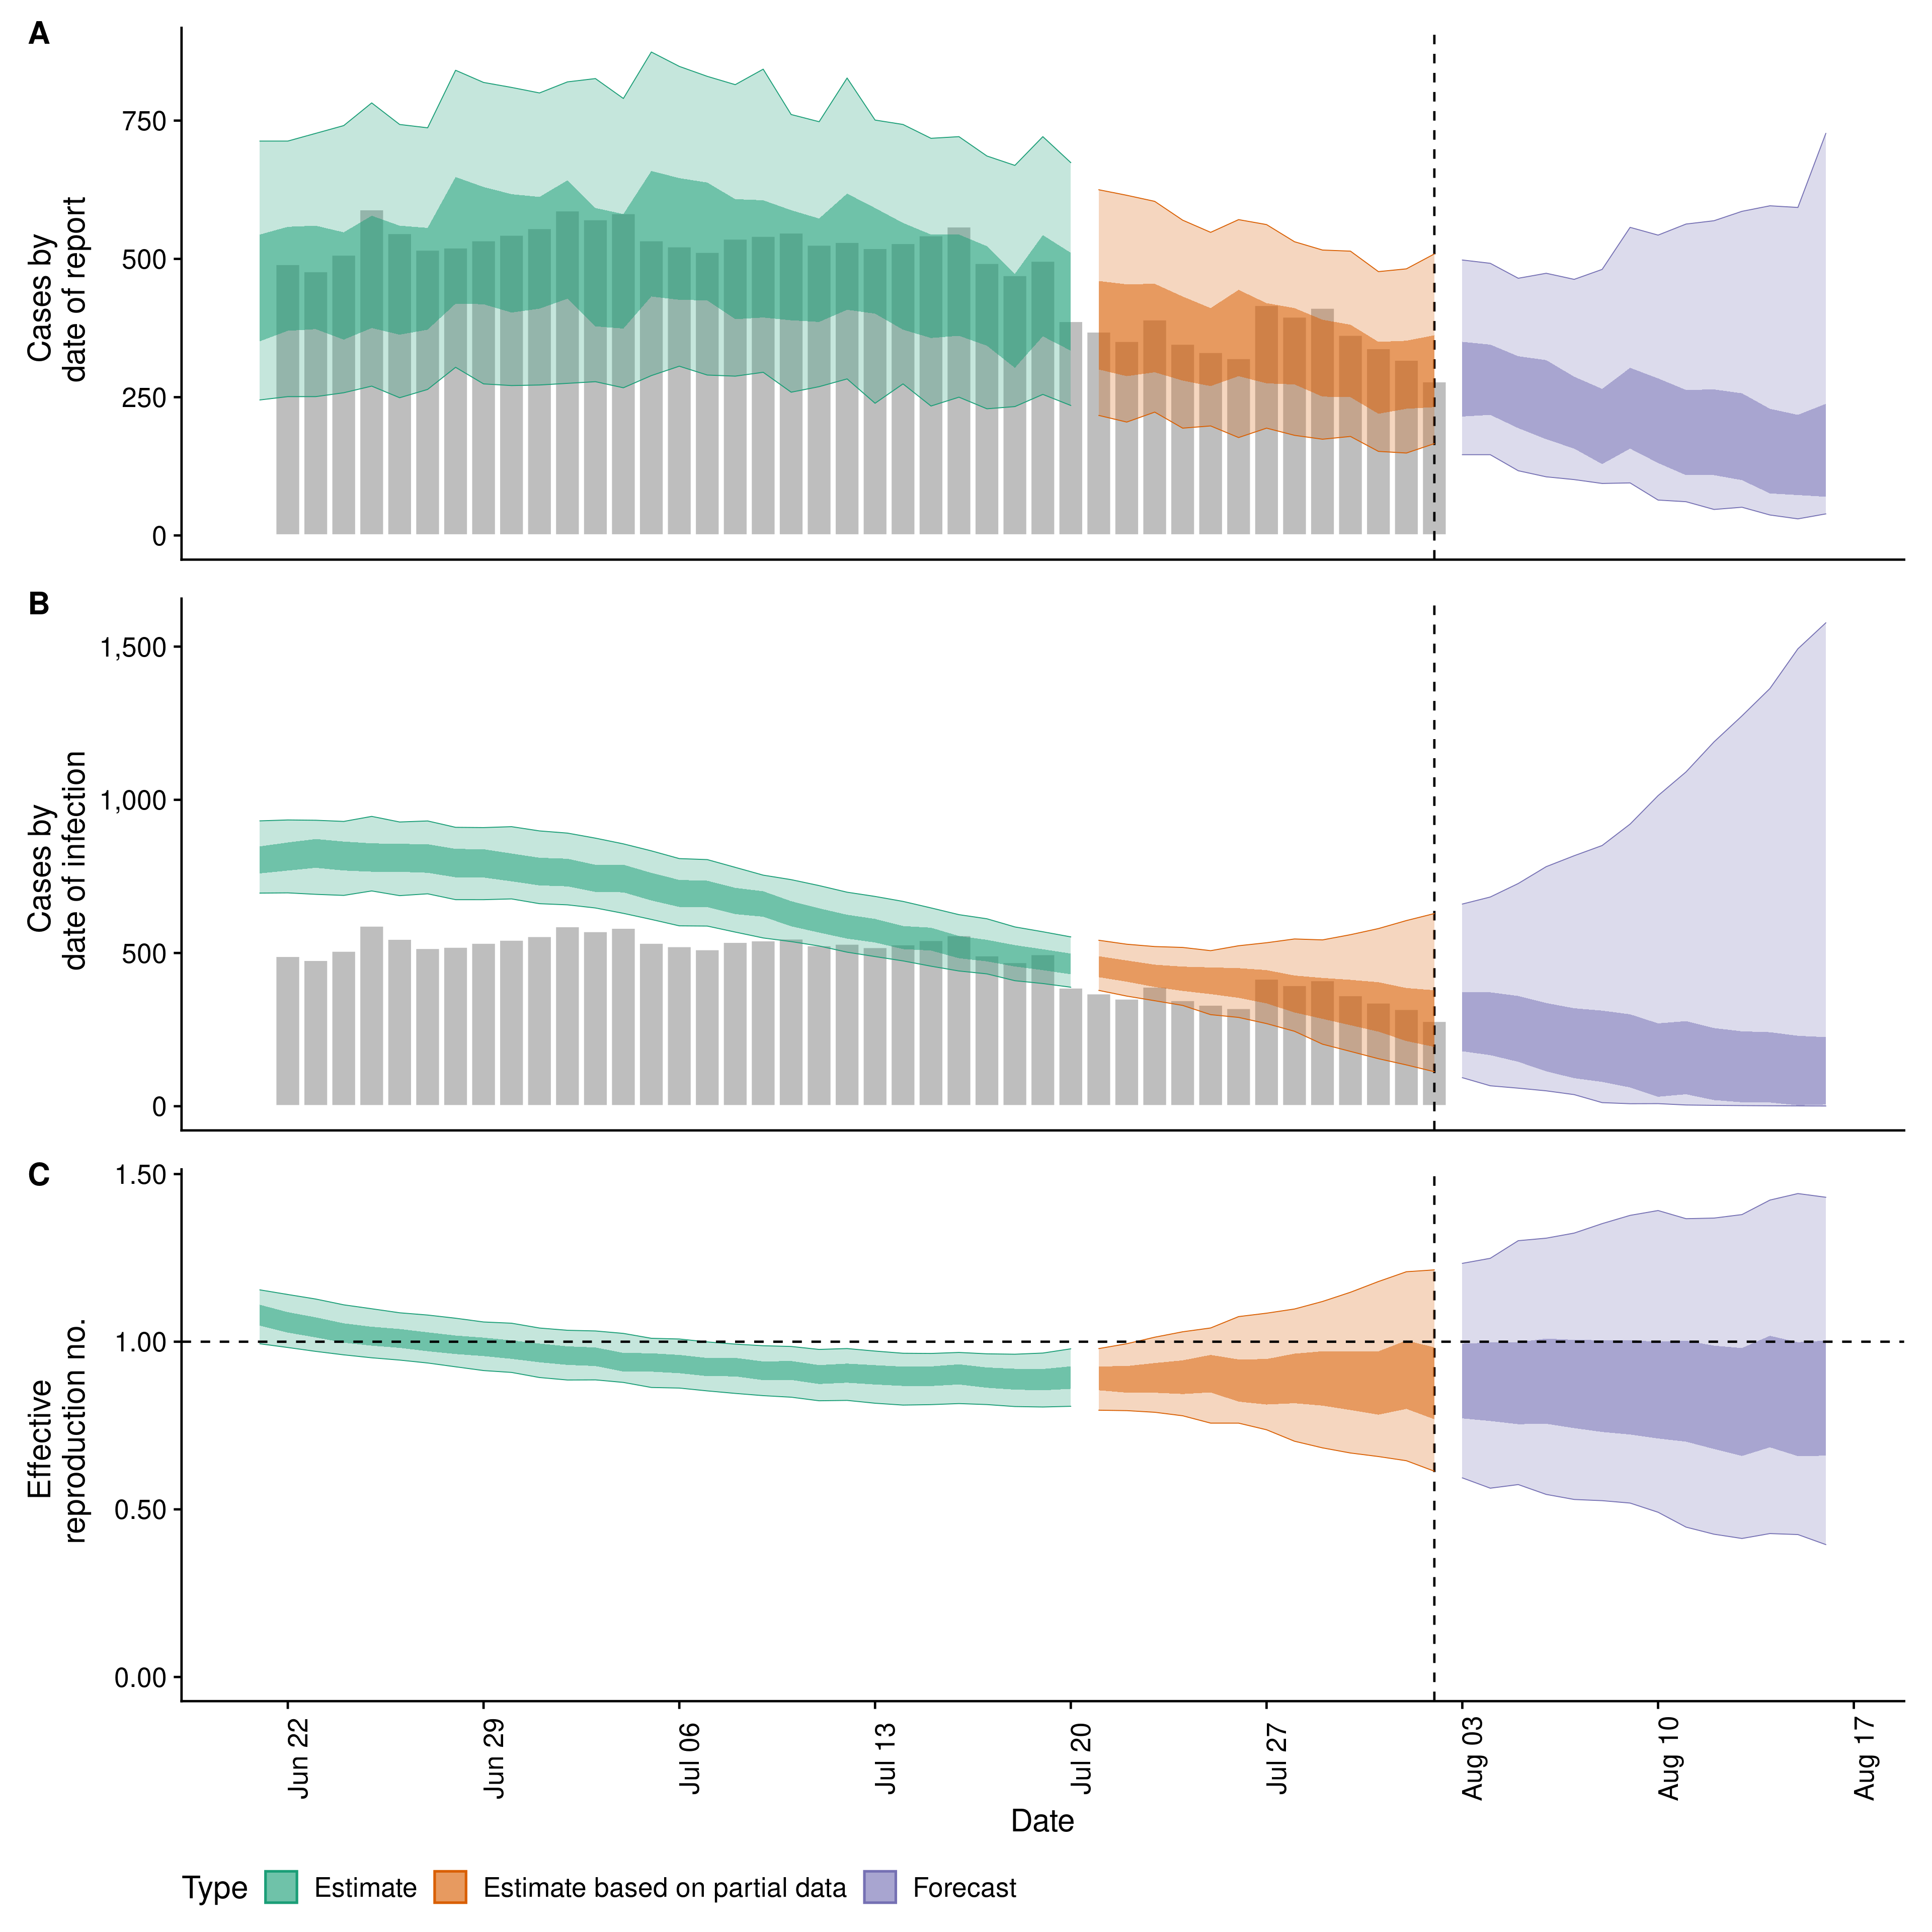 A
Cases by
date of report
750
500
250
0
B
Cases by
date of infection
1,500
1,000
500
0
C
Effective
reproduction no.
1.50
1.00
0.50
0.00
Jun 22
Jun 29
Jul 06
Jul 13
Jul 20
Jul 27
Aug 03
Aug 10
Aug 17
Date
Type Estimate Estimate based on partial data Forecast